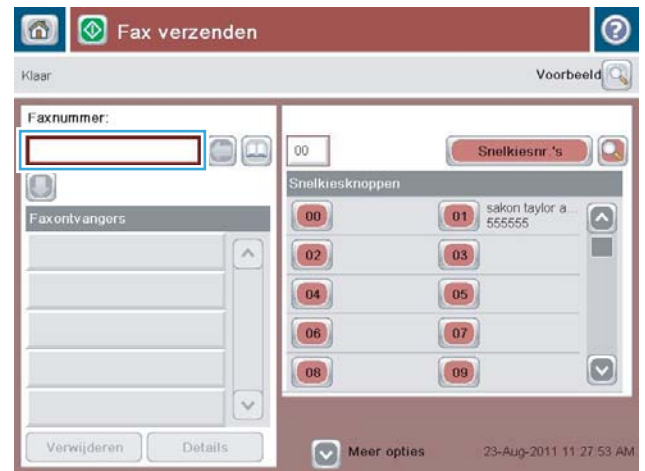 Fax verzenden
Klaar
Voorbeeld
Faxnummer:
00
Snelkiesnr.'s
Snelkiesknoppen
Faxontvangers
00
01 sakon taylor a...
555555
02
03
04
05
06
07
08
09
Verwijderen
Details
Meer opties
23-Aug-2011 11 27 53 AM